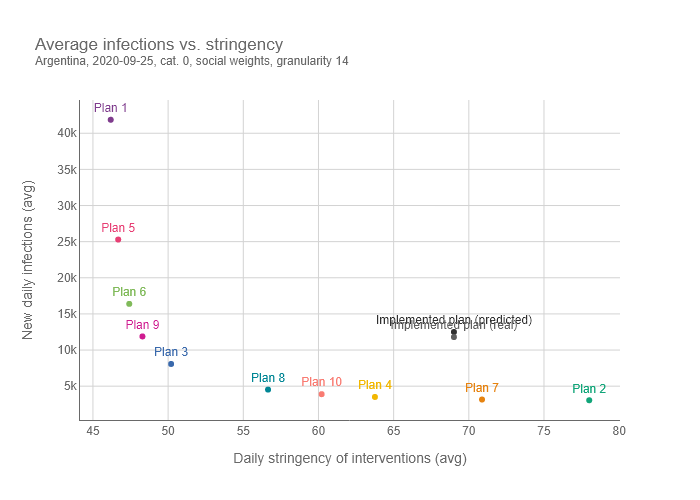 Average infections vs. stringency
Argentina, 2020-09-25, cat. 0, social weights, granularity 14
Plan 1
40k
35k
Plan 5
25k
30k
20k
Plan 6
15k
Implemented plan (predicted)
Implemented plan (real)
Plan 9
10k
Plan 3
Plan 8
Plan 10
Plan 4
Plan 7
Plan 2
5k
New daily infections (avg)
45
50
55
60
65
70
75
80
Daily stringency of interventions (avg)